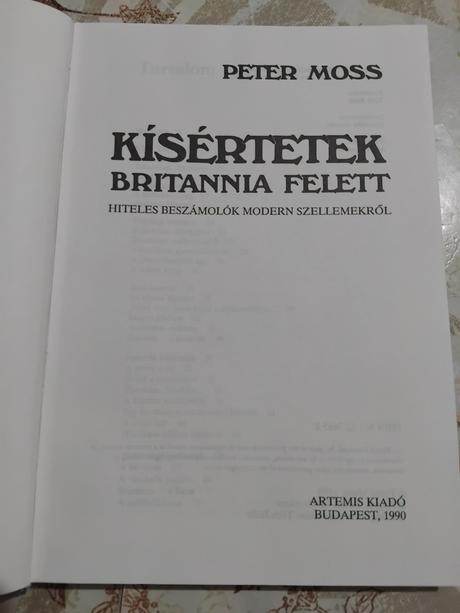 PETER MOSS
KÍSÉRTETEK
BRITANNIA FELETT
HITELES BESZÁMOLÓK MODERN SZELLEMEKRŐL
ARTEMIS KIADÓ
BUDAPEST, 1990